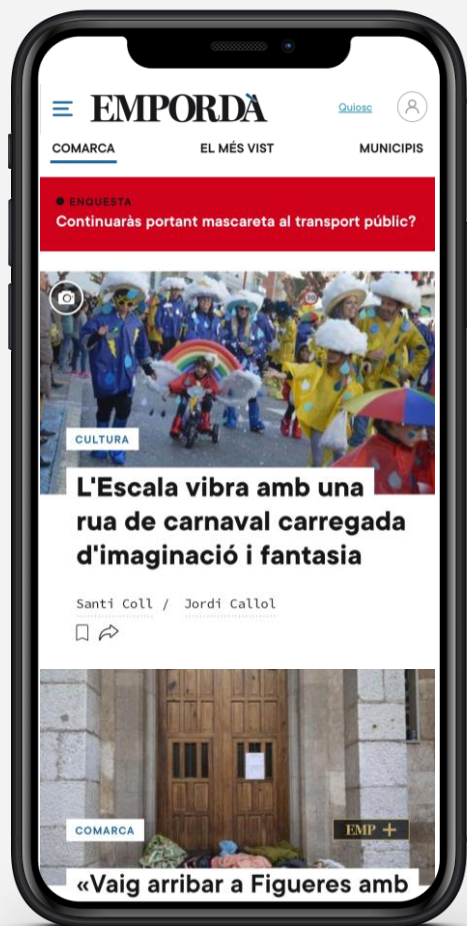 EMPORDÀ
Quiosc
COMARCA EL MÉS VIST MUNICIPIS
ENQUESTA
Continuaràs portant mascareta al transport públic?
20
CULTURA
L'Escala vibra amb una
rua de carnaval carregada
d'imaginació i fantasia
Santi Coll / Jordi Callol
COMARCA
EMP +
«Vaig arribar a Figueres amb